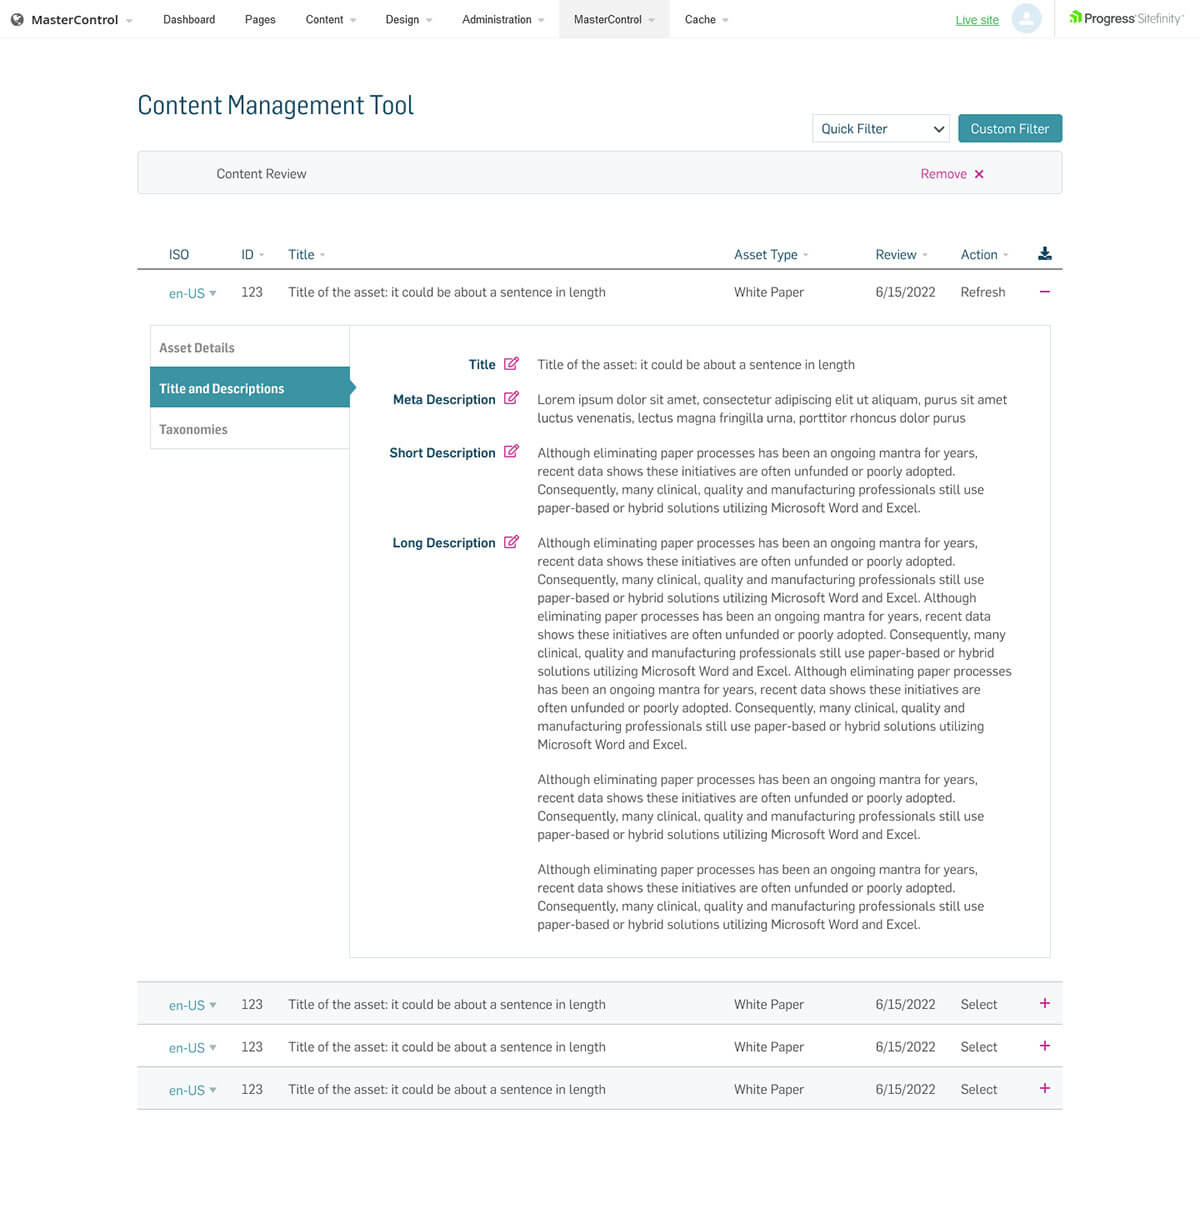 MasterControl Dashboard Pages Content Design Administration MasterControl Cache Live site Progress Sitefinity
Content Management Tool
Quick Filter Custom Filter
Content Review Remove
ISO ID Title Asset Type Review Action
en-US 123 Title of the asset: it could be about a sentence in length White Paper 6/15/2022 Refresh
Asset Details
Title and Descriptions
Taxonomies
Title Title of the asset: it could be about a sentence in length
Meta Description Lorem ipsum dolor sit amet, consectetur adipiscing elit ut aliquam, purus sit amet
luctus venenatis, lectus magna fringilla urna, porttitor rhoncus dolor purus
Short Description Although eliminating paper processes has been an ongoing mantra for years,
recent data shows these initiatives are often unfunded or poorly adopted.
Consequently, many clinical, quality and manufacturing professionals still use
paper-based or hybrid solutions utilizing Microsoft Word and Excel.
Long Description Although eliminating paper processes has been an ongoing mantra for years,
recent data shows these initiatives are often unfunded or poorly adopted.
Consequently, many clinical, quality and manufacturing professionals still use
paper-based or hybrid solutions utilizing Microsoft Word and Excel. Although
eliminating paper processes has been an ongoing mantra for years, recent data
shows these initiatives are often unfunded or poorly adopted. Consequently, many
clinical, quality and manufacturing professionals still use paper-based or hybrid
solutions utilizing Microsoft Word and Excel. Although eliminating paper processes
has been an ongoing mantra for years, recent data shows these initiatives are
often unfunded or poorly adopted. Consequently, many clinical, quality and
manufacturing professionals still use paper-based or hybrid solutions utilizing
Microsoft Word and Excel.
Although eliminating paper processes has been an ongoing mantra for years,
recent data shows these initiatives are often unfunded or poorly adopted.
Consequently, many clinical, quality and manufacturing professionals still use
paper-based or hybrid solutions utilizing Microsoft Word and Excel.
Although eliminating paper processes has been an ongoing mantra for years,
recent data shows these initiatives are often unfunded or poorly adopted.
Consequently, many clinical, quality and manufacturing professionals still use
paper-based or hybrid solutions utilizing Microsoft Word and Excel.
en-US 123 Title of the asset: it could be about a sentence in length White Paper 6/15/2022 Select
en-US 123 Title of the asset: it could be about a sentence in length White Paper 6/15/2022 Select
en-US 123 Title of the asset: it could be about a sentence in length White Paper 6/15/2022 Select